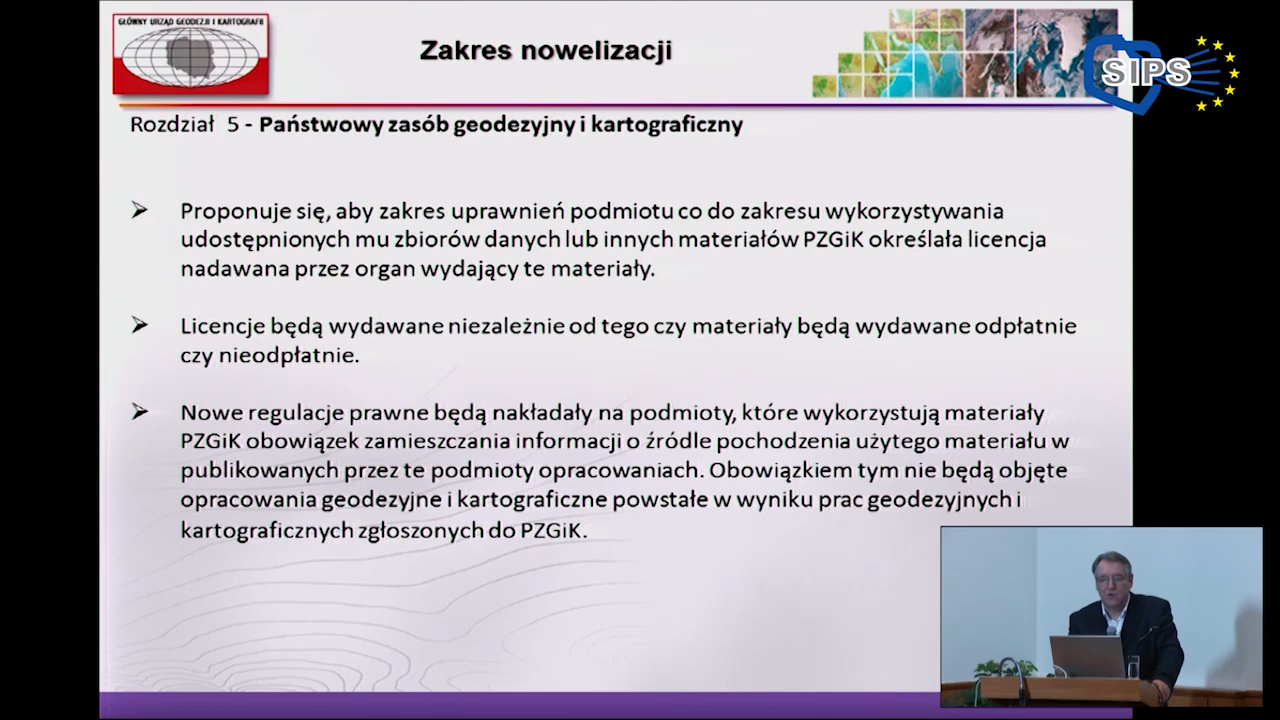 GŁÓWNY URZĄD GEODEZJI I KARTOGRAFII
Zakres nowelizacji
SIPS
Rozdział 5 - Państwowy zasób geodezyjny i kartograficzny
Proponuje się, aby zakres uprawnień podmiotu co do zakresu wykorzystywania
udostępnionych mu zbiorów danych lub innych materiałów PZGiK określała licencja
nadawana przez organ wydający te materiały.
Licencje będą wydawane niezależnie od tego czy materiały będą wydawane odpłatnie
czy nieodpłatnie.
Nowe regulacje prawne będą nakładały na podmioty, które wykorzystują materiały
PZGiK obowiązek zamieszczania informacji o źródle pochodzenia użytego materiału w
publikowanych przez te podmioty opracowaniach. Obowiązkiem tym nie będą objęte
opracowania geodezyjne i kartograficzne powstałe w wyniku prac geodezyjnych i
kartograficznych zgłoszonych do PZGiK.